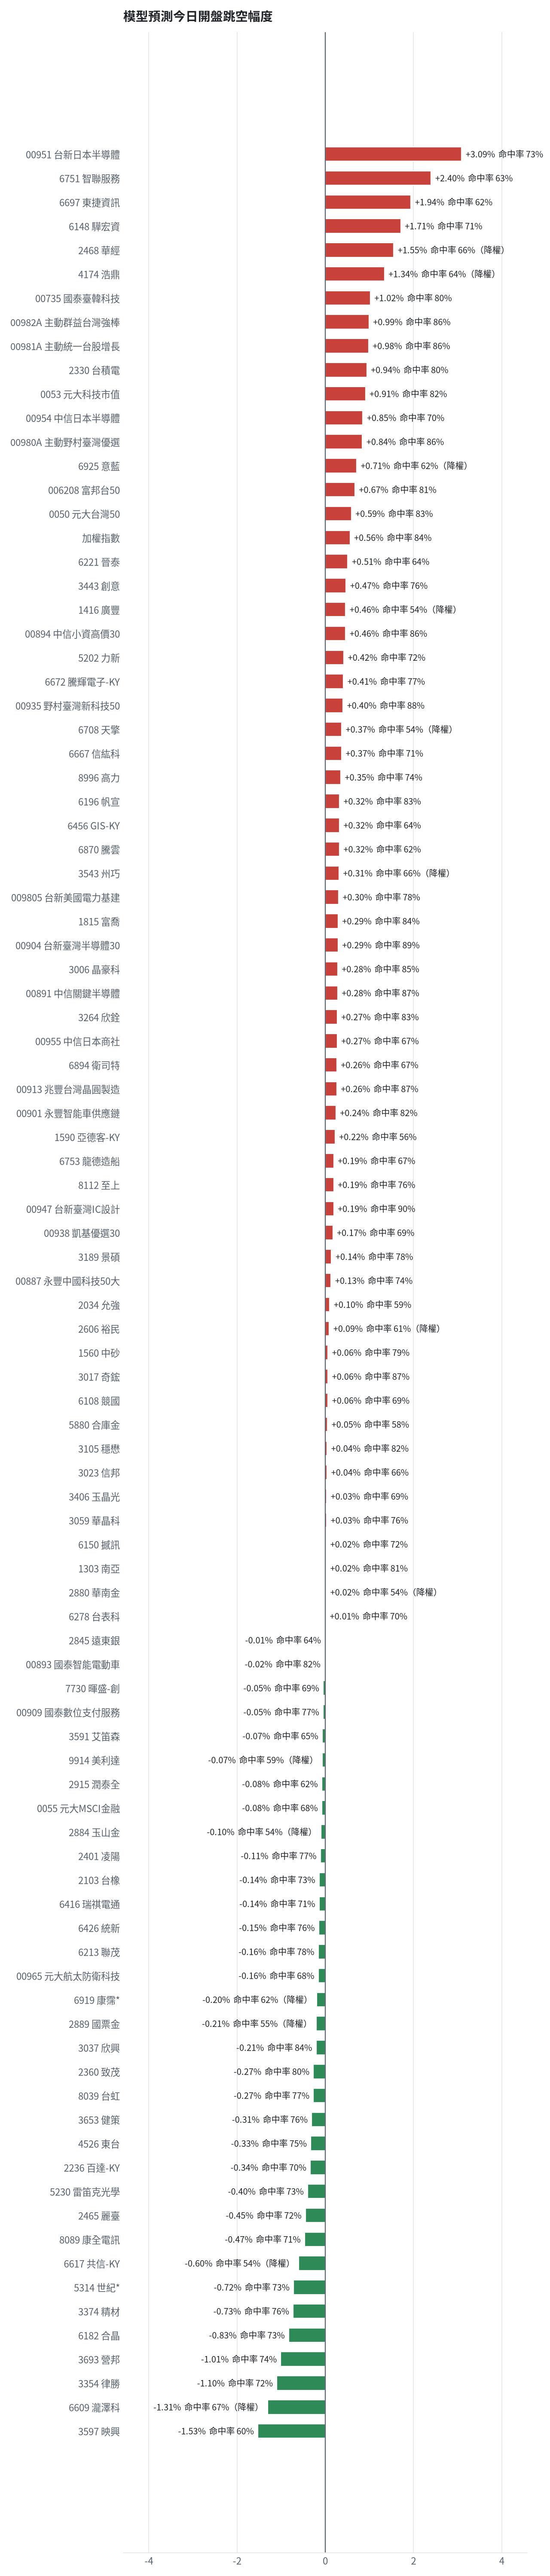 模型預測今日開盤跳空幅度
00951 台新日本半導體 +3.09% 命中率 73%
6751 智聯服務 +2.40% 命中率 63%
6697 東捷資訊 +1.94% 命中率 62%
6148 驊宏資 +1.71% 命中率 71%
2468 華經 +1.55% 命中率 66%（降權）
4174 浩鼎 +1.34% 命中率 64%（降權）
00735 國泰臺韓科技 +1.02% 命中率 80%
00982A 主動群益台灣強棒 +0.99% 命中率 86%
00981A 主動統一台股增長 +0.98% 命中率 86%
2330 台積電 +0.94% 命中率 80%
0053 元大科技市值 +0.91% 命中率 82%
00954 中信日本半導體 +0.85% 命中率 70%
00980A 主動野村臺灣優選 +0.84% 命中率 86%
6925 意藍 +0.71% 命中率 62%（降權）
006208 富邦台50 +0.67% 命中率 81%
0050 元大台灣50 +0.59% 命中率 83%
加權指數 +0.56% 命中率 84%
6221 晉泰 +0.51% 命中率 64%
3443 創意 +0.47% 命中率 76%
1416 廣豐 +0.46% 命中率 54%（降權）
00894 中信小資高價30 +0.46% 命中率 86%
5202 力新 +0.42% 命中率 72%
6672 騰輝電子-KY +0.41% 命中率 77%
00935 野村臺灣新科技50 +0.40% 命中率 88%
6708 天擎 +0.37% 命中率 54%（降權）
6667 信紘科 +0.37% 命中率 71%
8996 高力 +0.35% 命中率 74%
6196 帆宣 +0.32% 命中率 83%
6456 GIS-KY +0.32% 命中率 64%
6870 騰雲 +0.32% 命中率 62%
3543 州巧 +0.31% 命中率 66%（降權）
009805 台新美國電力基建 +0.30% 命中率 78%
1815 富喬 +0.29% 命中率 84%
00904 台新臺灣半導體30 +0.29% 命中率 89%
3006 晶豪科 +0.28% 命中率 85%
00891 中信關鍵半導體 +0.28% 命中率 87%
3264 欣銓 +0.27% 命中率 83%
00955 中信日本商社 +0.27% 命中率 67%
6894 衛司特 +0.26% 命中率 67%
00913 兆豐台灣晶圓製造 +0.26% 命中率 87%
00901 永豐智能車供應鏈 +0.24% 命中率 82%
1590 亞德客-KY +0.22% 命中率 56%
6753 龍德造船 +0.19% 命中率 67%
8112 至上 +0.19% 命中率 76%
00947 台新臺灣IC設計 +0.19% 命中率 90%
00938 凱基優選30 +0.17% 命中率 69%
3189 景碩 +0.14% 命中率 78%
00887 永豐中國科技50大 +0.13% 命中率 74%
2034 允強 +0.10% 命中率 59%
2606 裕民 +0.09% 命中率 61%（降權）
1560 中砂 +0.06% 命中率 79%
3017 奇鋐 +0.06% 命中率 87%
6108 競國 +0.06% 命中率 69%
5880 合庫金 +0.05% 命中率 58%
3105 穩懋 +0.04% 命中率 82%
3023 信邦 +0.04% 命中率 66%
3406 玉晶光 +0.03% 命中率 69%
3059 華晶科 +0.03% 命中率 76%
6150 撼訊 +0.02% 命中率 72%
1303 南亞 +0.02% 命中率 81%
2880 華南金 +0.02% 命中率 54%（降權）
6278 台表科 +0.01% 命中率 70%
2845 遠東銀 -0.01% 命中率 64%
00893 國泰智能電動車 -0.02% 命中率 82%
7730 暉盛-創 -0.05% 命中率 69%
00909 國泰數位支付服務 -0.05% 命中率 77%
3591 艾笛森 -0.07% 命中率 65%
9914 美利達 -0.07% 命中率 59%（降權）
2915 潤泰全 -0.08% 命中率 62%
0055 元大MSCI金融 -0.08% 命中率 68%
2884 玉山金 -0.10% 命中率 54%（降權）
2401 凌陽 -0.11% 命中率 77%
2103 台橡 -0.14% 命中率 73%
6416 瑞祺電通 -0.14% 命中率 71%
6426 統新 -0.15% 命中率 76%
6213 聯茂 -0.16% 命中率 78%
00965 元大航太防衛科技 -0.16% 命中率 68%
6919 康霈* -0.20% 命中率 62%（降權）
2889 國票金 -0.21% 命中率 55%（降權）
3037 欣興 -0.21% 命中率 84%
2360 致茂 -0.27% 命中率 80%
8039 台虹 -0.27% 命中率 77%
3653 健策 -0.31% 命中率 76%
4526 東台 -0.33% 命中率 75%
2236 百達-KY -0.34% 命中率 70%
5230 雷笛克光學 -0.40% 命中率 73%
2465 麗臺 -0.45% 命中率 72%
8089 康全電訊 -0.47% 命中率 71%
6617 共信-KY -0.60% 命中率 54%（降權）
5314 世紀* -0.72% 命中率 73%
3374 精材 -0.73% 命中率 76%
6182 合晶 -0.83% 命中率 73%
3693 營邦 -1.01% 命中率 74%
3354 律勝 -1.10% 命中率 72%
6609 瀧澤科 -1.31% 命中率 67%（降權）
3597 映興 -1.53% 命中率 60%
-4 -2 0 2 4